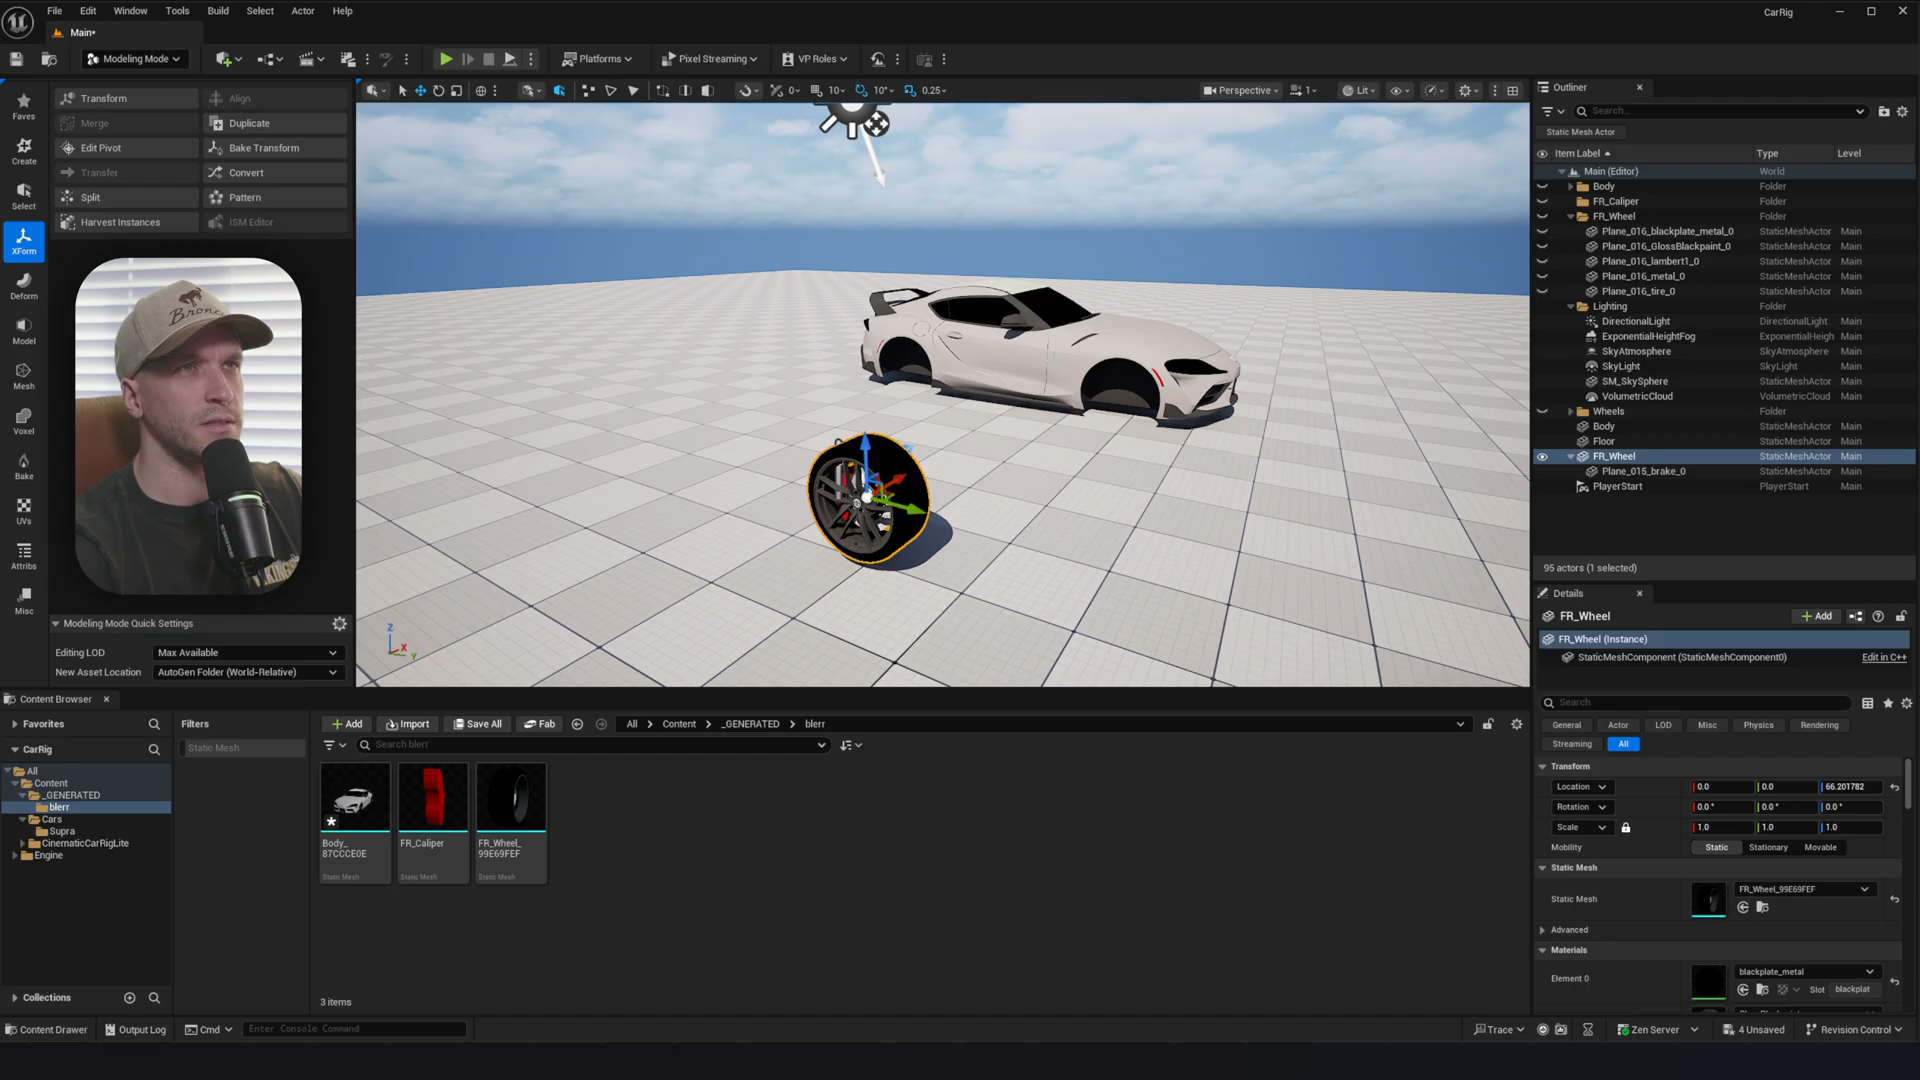 File Edit Window Tools Build Select Actor Help
CarRig
Main*
Modeling Mode
Platforms
Pixel Streaming
VP Roles
Faves
Create
Select
XForm
Deform
Model
Mesh
Voxel
Bake
UVs
Attribs
Misc
Transform Align
Merge Duplicate
Edit Pivot Bake Transform
Transfer Convert
Split Pattern
Harvest Instances ISM Editor
Bronco
Modeling Mode Quick Settings
Editing LOD Max Available
New Asset Location AutoGen Folder (World-Relative)
0 10 10° 0.25
Perspective 1 Lit
Z
X
Y
Outliner
Search...
Static Mesh Actor
Item Label Type Level
Main (Editor) World
Body Folder
FR_Caliper Folder
FR_Wheel Folder
Plane_016_blackplate_metal_0 StaticMeshActor Main
Plane_016_GlossBlackpaint_0 StaticMeshActor Main
Plane_016_lambert1_0 StaticMeshActor Main
Plane_016_metal_0 StaticMeshActor Main
Plane_016_tire_0 StaticMeshActor Main
Lighting Folder
DirectionalLight DirectionalLight Main
ExponentialHeightFog ExponentialHeigh Main
SkyAtmosphere SkyAtmosphere Main
SkyLight SkyLight Main
SM_SkySphere StaticMeshActor Main
VolumetricCloud VolumetricCloud Main
Wheels Folder
Body StaticMeshActor Main
Floor StaticMeshActor Main
FR_Wheel StaticMeshActor Main
Plane_015_brake_0 StaticMeshActor Main
PlayerStart PlayerStart Main
95 actors (1 selected)
Details
FR_Wheel
Add
FR_Wheel (Instance)
StaticMeshComponent (StaticMeshComponent0) Edit in C++
Search
General Actor LOD Misc Physics Rendering
Streaming All
Transform
Location 0.0 0.0 66.201782
Rotation 0.0° 0.0° 0.0°
Scale 1.0 1.0 1.0
Mobility Static Stationary Movable
Static Mesh
Static Mesh FR_Wheel_99E69FEF
Advanced
Materials
Element 0 blackplate_metal
Slot blackplat
Content Browser
Favorites
CarRig
All
Content
_GENERATED
blerr
Cars
Supra
CinematicCarRigLite
Engine
Collections
Filters
Static Mesh
Add Import Save All Fab All Content _GENERATED blerr
Search blerr
Body_
87CCCE0E
Static Mesh
FR_Caliper
Static Mesh
FR_Wheel_
99E69FEF
Static Mesh
3 items
Content Drawer Output Log Cmd Enter Console Command
Trace Zen Server 4 Unsaved Revision Control